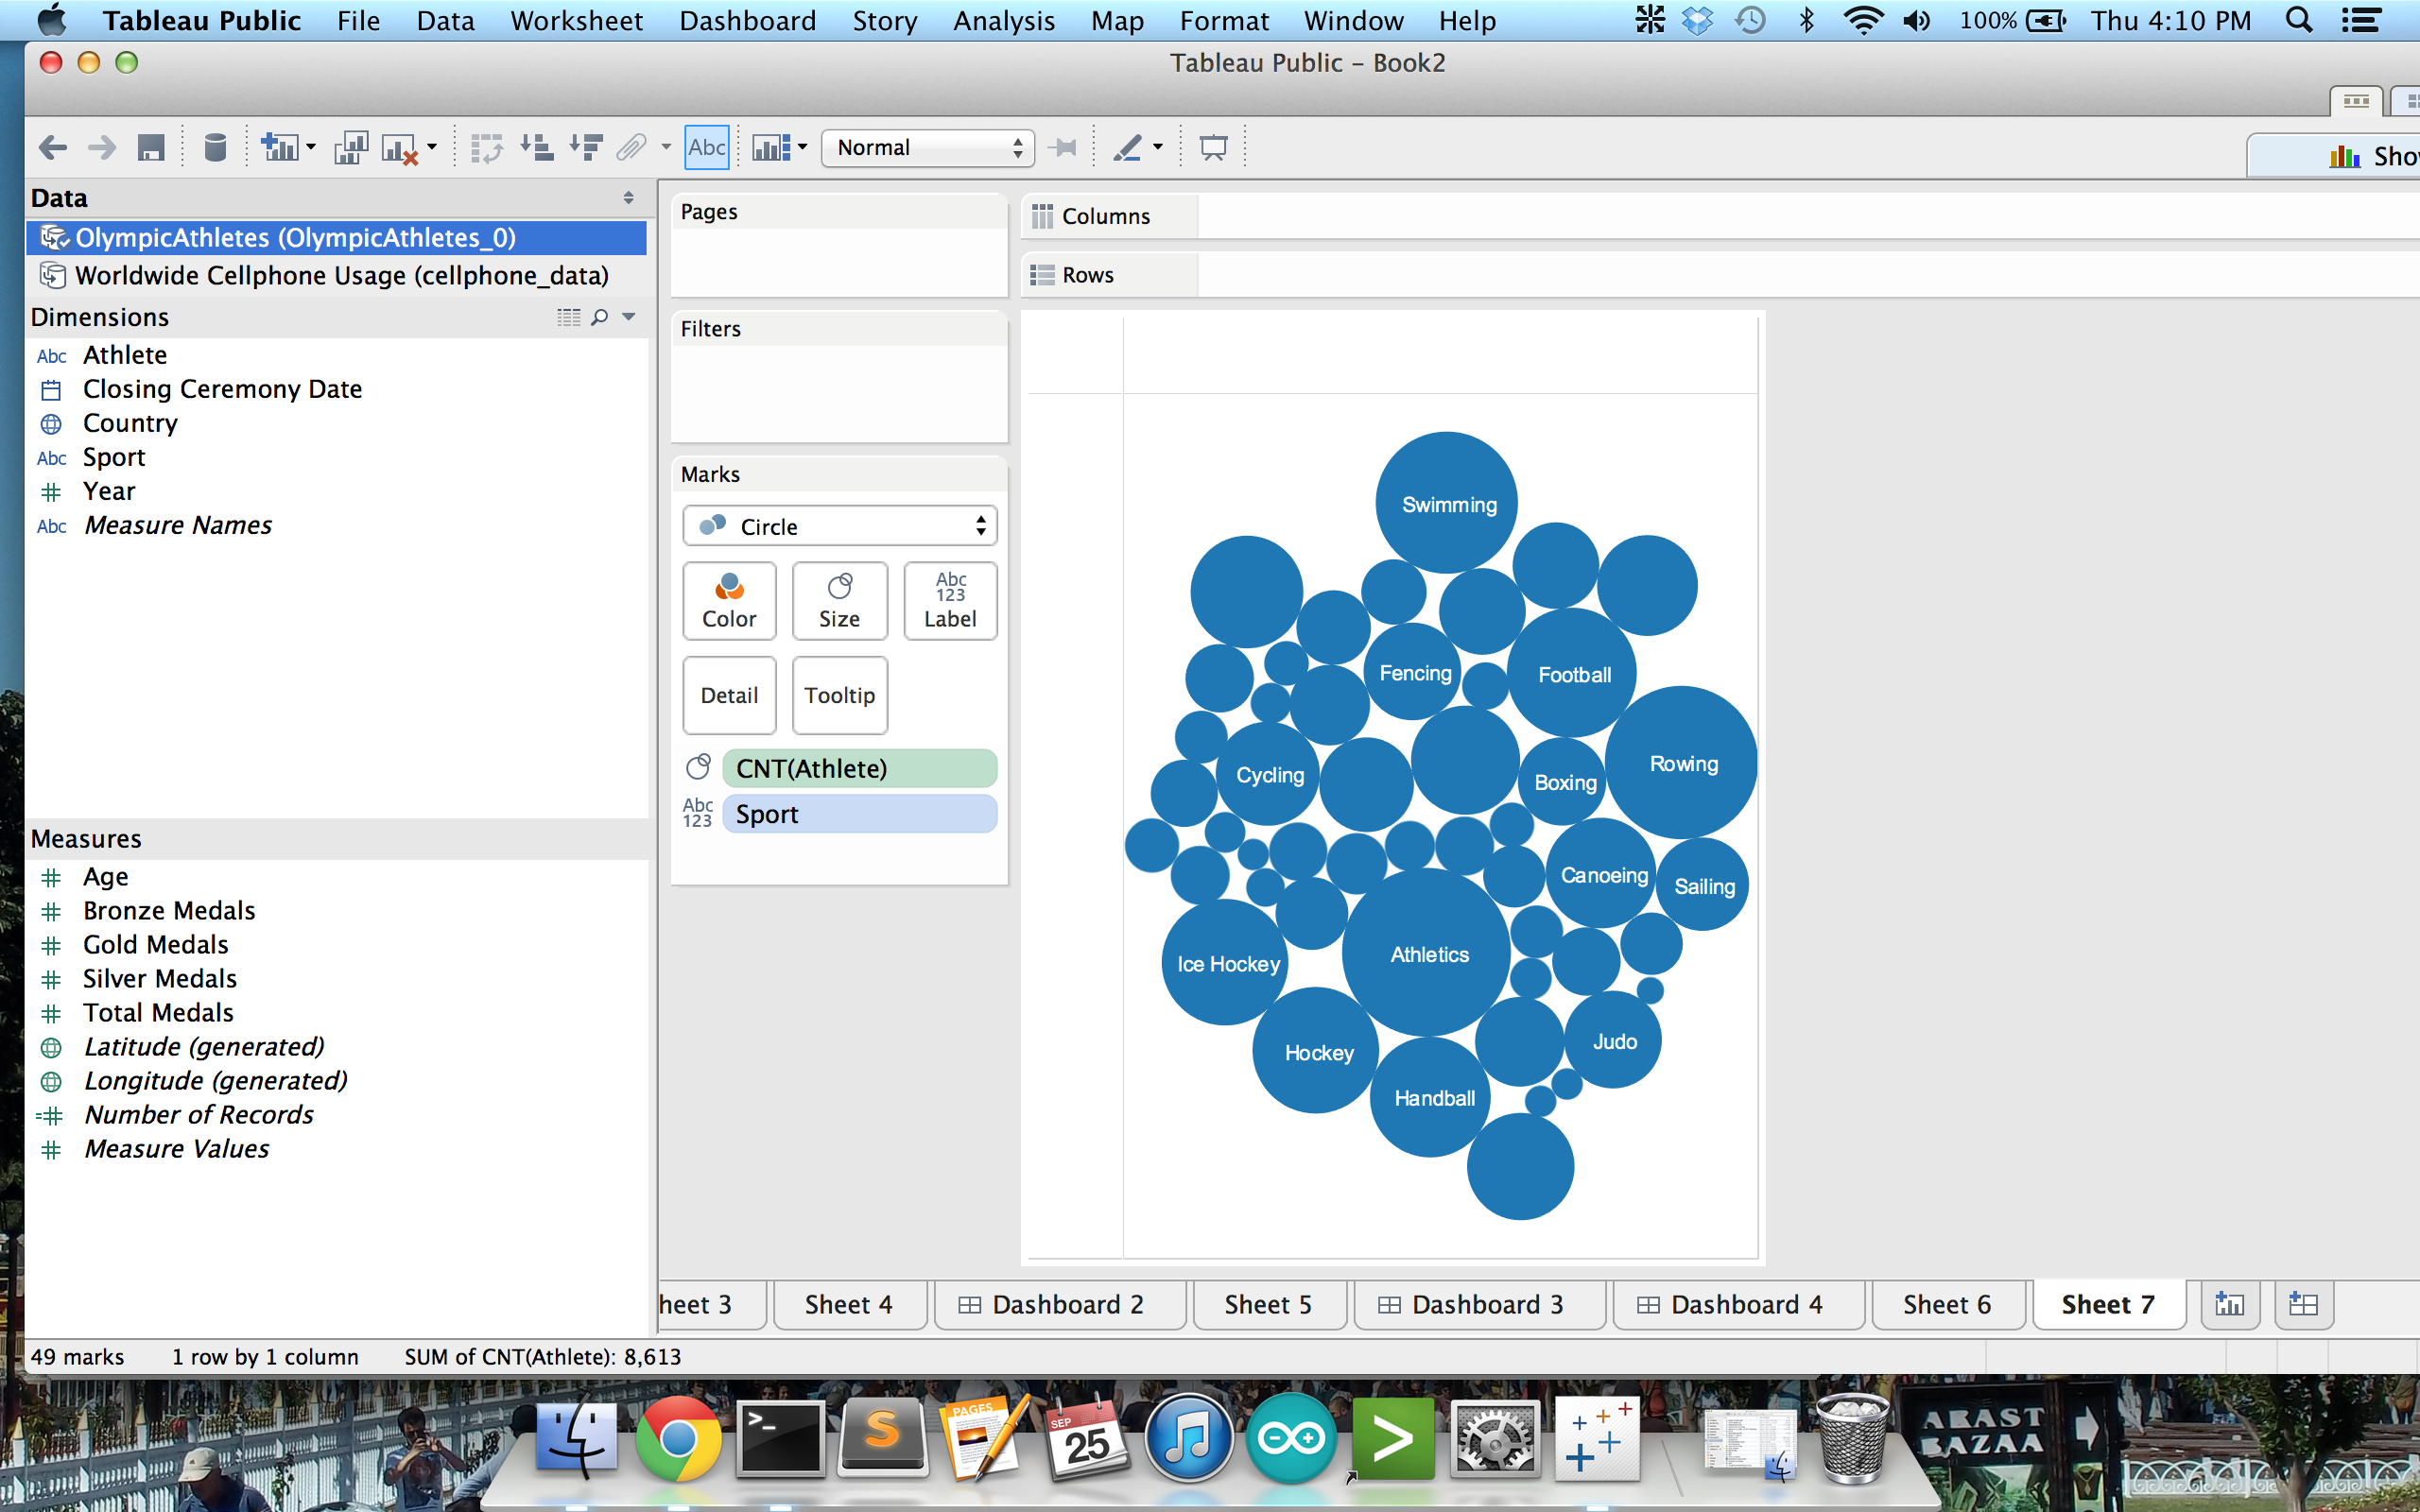 Tableau Public File Data Worksheet Dashboard Story Analysis Map Format Window Help 100% Thu 4:10 PM
Tableau Public - Book2
Abc Normal
Data
OlympicAthletes (OlympicAthletes_0)
Worldwide Cellphone Usage (cellphone_data)
Dimensions
Abc Athlete
Closing Ceremony Date
Country
Abc Sport
Year
Abc Measure Names
Measures
Age
Bronze Medals
Gold Medals
Silver Medals
Total Medals
Latitude (generated)
Longitude (generated)
Number of Records
Measure Values
Pages
Filters
Marks
Circle
Color
Size
Abc
123
Label
Detail
Tooltip
CNT(Athlete)
Abc
123
Sport
Columns
Rows
Swimming
Fencing
Football
Rowing
Cycling
Boxing
Canoeing
Sailing
Athletics
Ice Hockey
Judo
Hockey
Handball
heet 3 Sheet 4 Dashboard 2 Sheet 5 Dashboard 3 Dashboard 4 Sheet 6 Sheet 7
49 marks 1 row by 1 column SUM of CNT(Athlete): 8,613
PAGES
SEP
25
ARAST
BAZAA